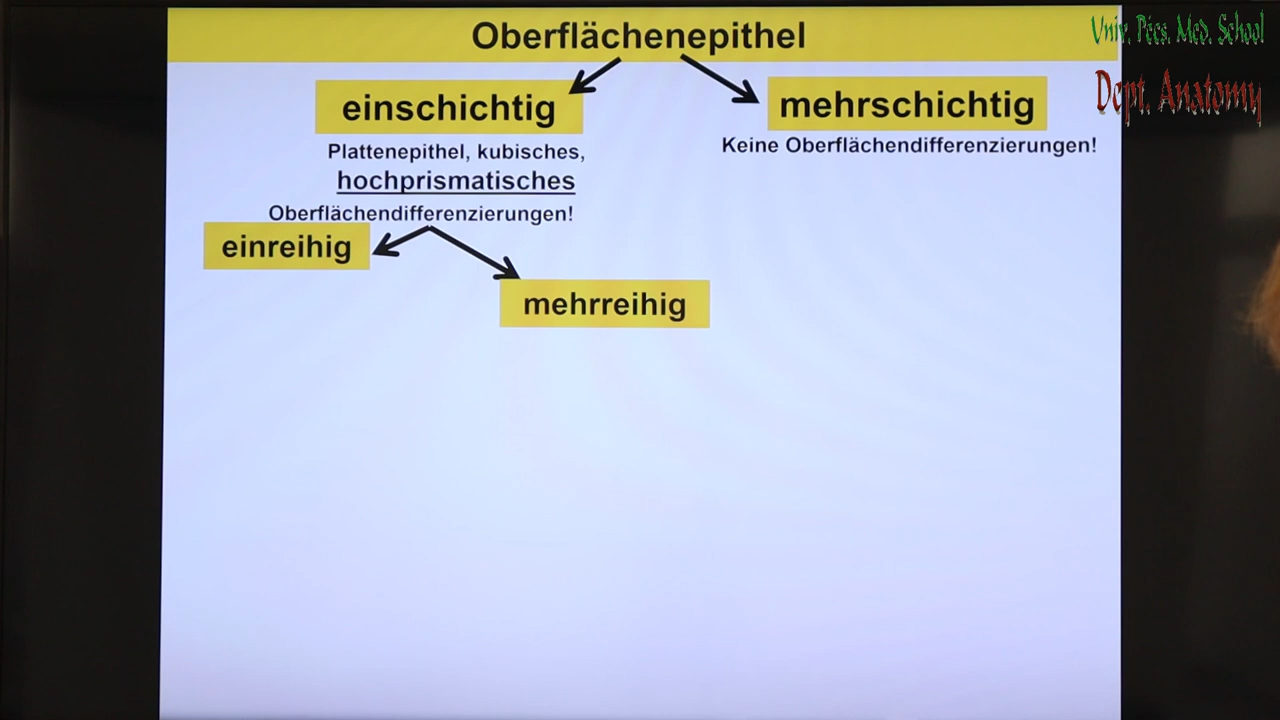 Oberflächenepithel
Univ. Pécs. Med. School
Dept. Anatomy
einschichtig
mehrschichtig
Plattenepithel, kubisches,
hochprismatisches
Oberflächendifferenzierungen!
Keine Oberflächendifferenzierungen!
einreihig
mehrreihig